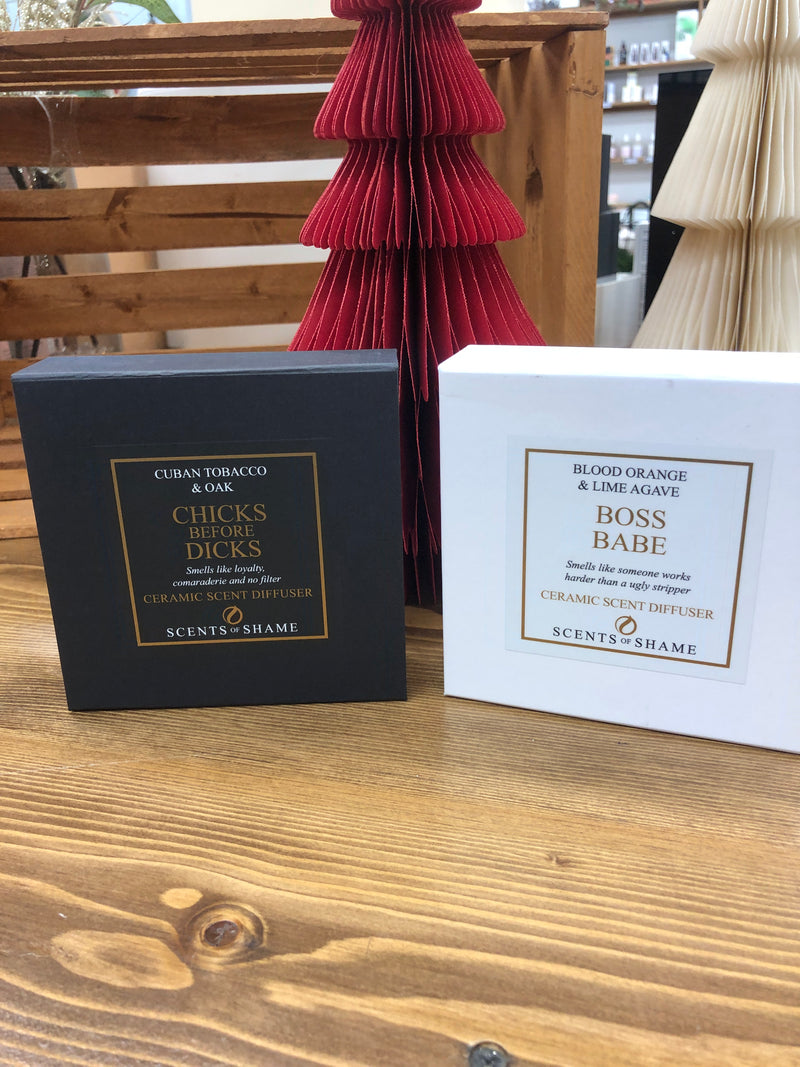 CUBAN TOBACCO
& OAK
CHICKS
BEFORE
DICKS
Smells like loyalty,
comaraderie and no filter
CERAMIC SCENT DIFFUSER
SCENTS OF SHAME
BLOOD ORANGE
& LIME AGAVE
BOSS
BABE
Smells like someone works
harder than a ugly stripper
CERAMIC SCENT DIFFUSER
SCENTS OF SHAME